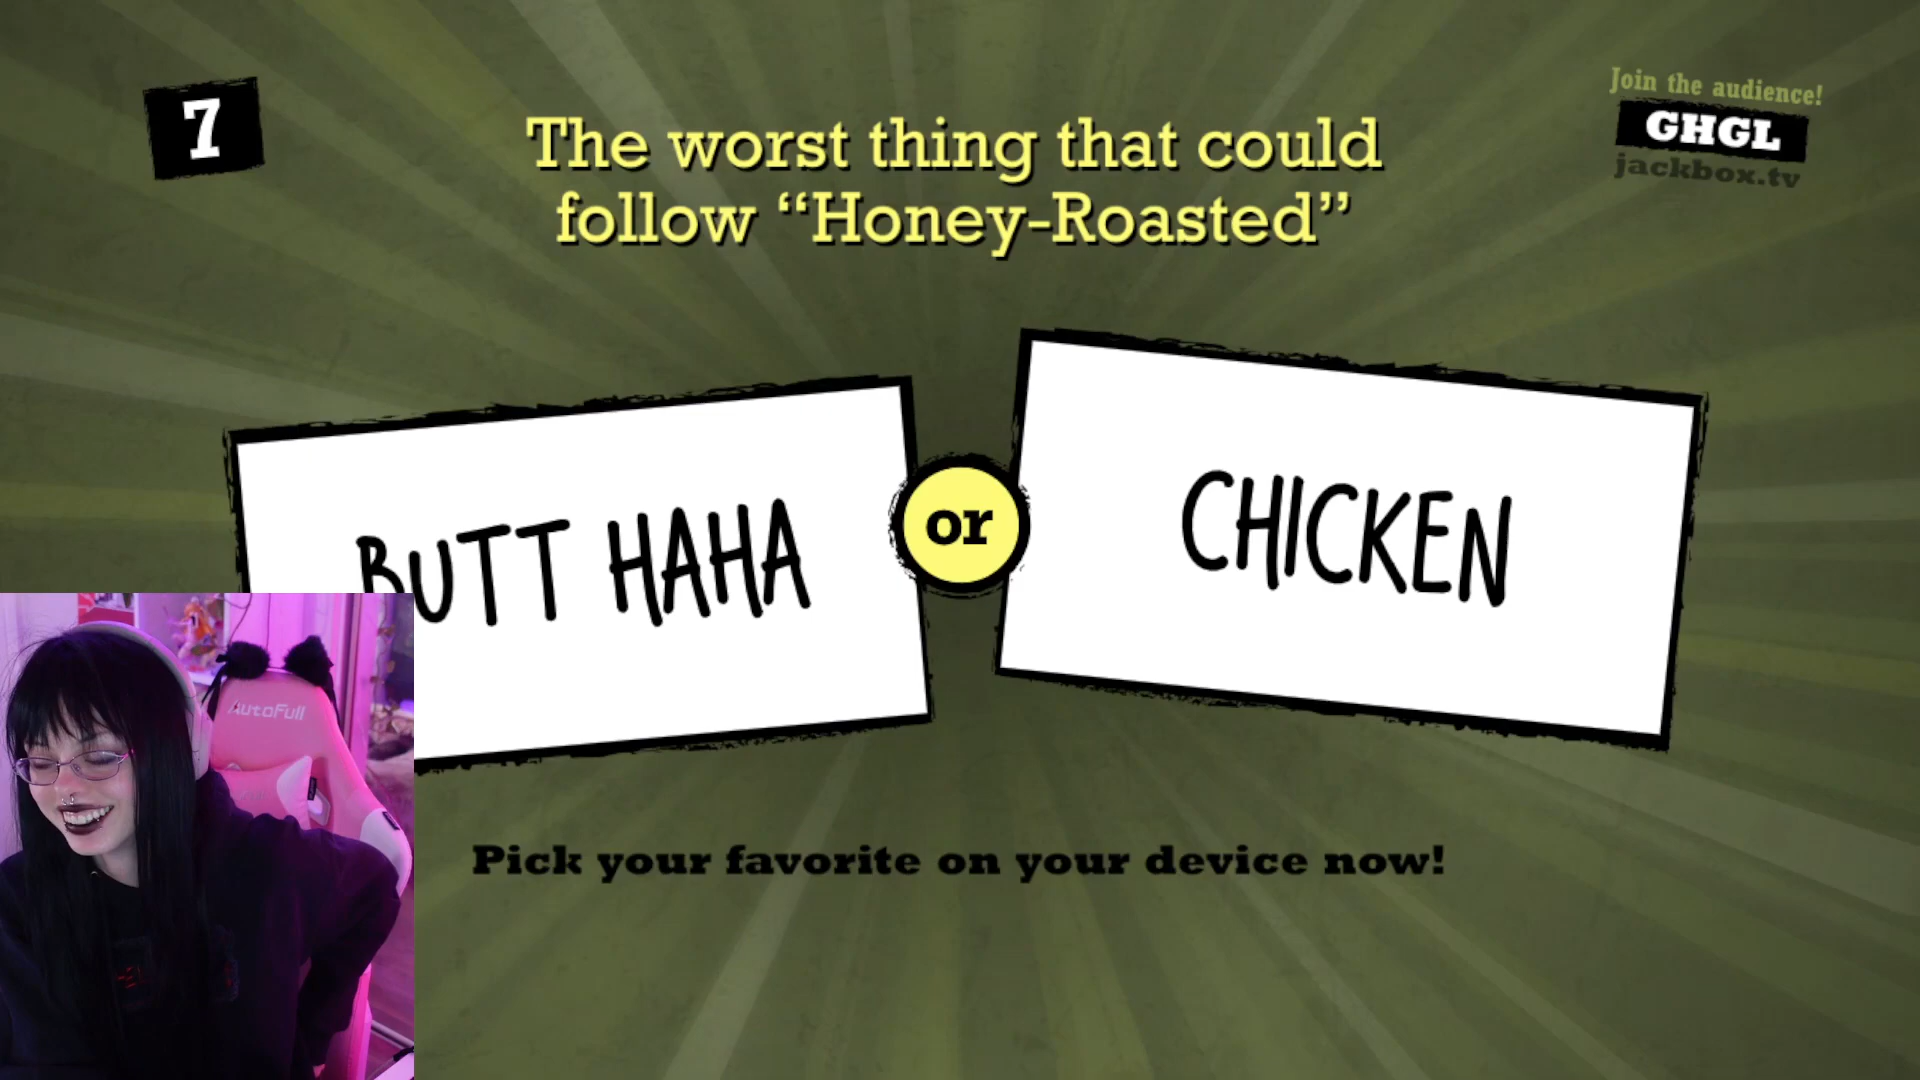 7
The worst thing that could
follow “Honey-Roasted”
Join the audience!
GHGL
jackbox.tv
BUTT HAHA
or
CHICKEN
AutoFull
Pick your favorite on your device now!